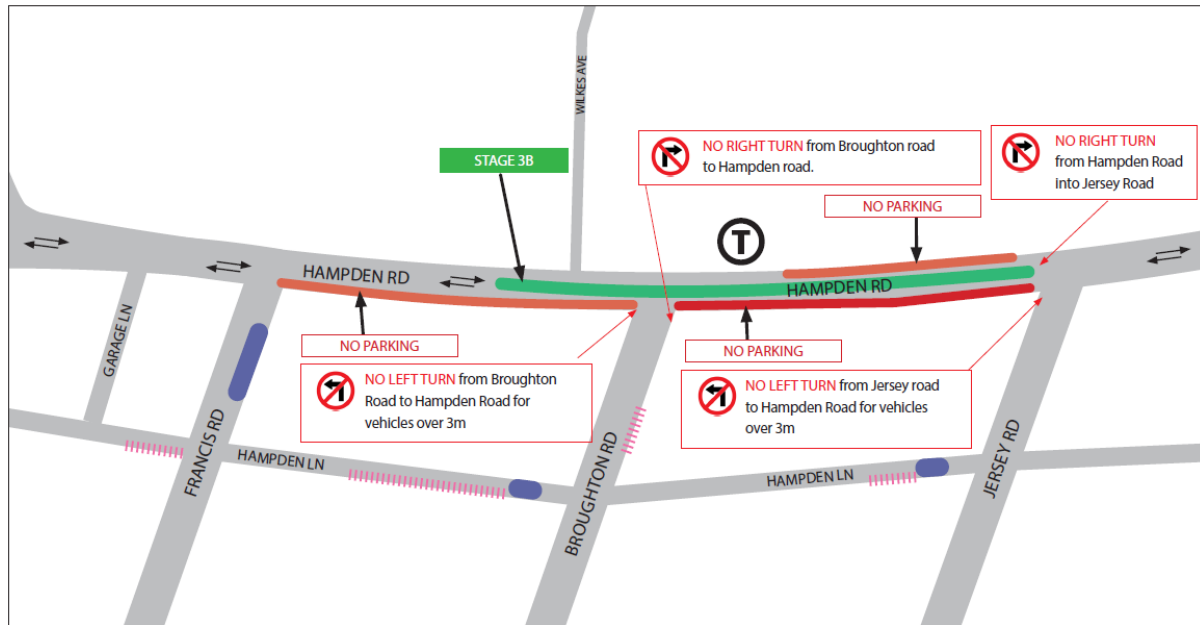 WILKES AVE
STAGE 3B
NO RIGHT TURN from Broughton road
to Hampden road.
NO RIGHT TURN
from Hampden Road
into Jersey Road
NO PARKING
T
HAMPDEN RD
HAMPDEN RD
GARAGE LN
NO PARKING
NO PARKING
NO LEFT TURN from Broughton
Road to Hampden Road for
vehicles over 3m
NO LEFT TURN from Jersey road
to Hampden Road for vehicles
over 3m
FRANCIS RD
HAMPDEN LN
BROUGHTON RD
HAMPDEN LN
JERSEY RD